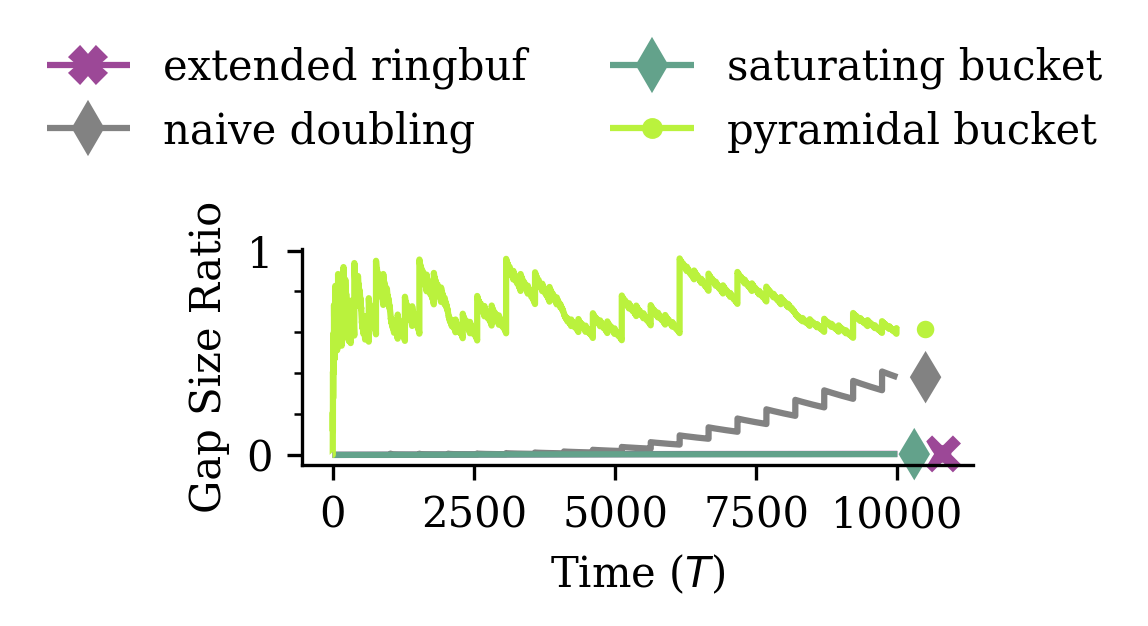 extended ringbuf
naive doubling
saturating bucket
pyramidal bucket
Gap Size Ratio
1
0
0 2500 5000 7500 10000
Time (T)